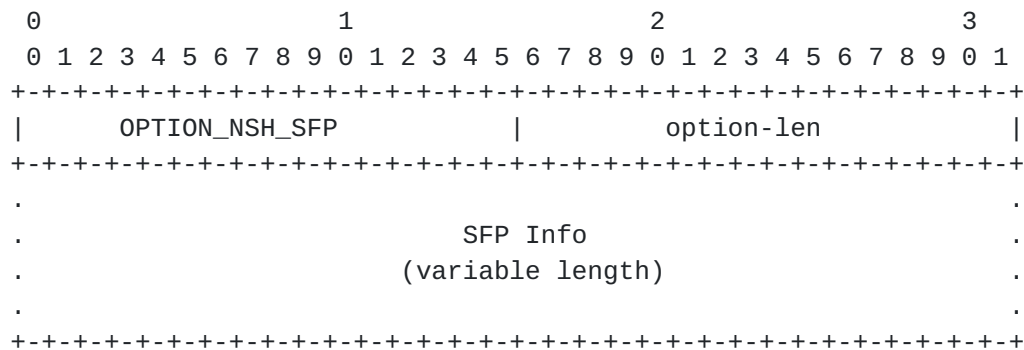 0                   1                   2                   3
 0 1 2 3 4 5 6 7 8 9 0 1 2 3 4 5 6 7 8 9 0 1 2 3 4 5 6 7 8 9 0 1
+-+-+-+-+-+-+-+-+-+-+-+-+-+-+-+-+-+-+-+-+-+-+-+-+-+-+-+-+-+-+-+-+
|      OPTION_NSH_SFP           |         option-len            |
+-+-+-+-+-+-+-+-+-+-+-+-+-+-+-+-+-+-+-+-+-+-+-+-+-+-+-+-+-+-+-+-+
.                                                               .
.                            SFP Info                           .
.                        (variable length)                      .
.                                                               .
+-+-+-+-+-+-+-+-+-+-+-+-+-+-+-+-+-+-+-+-+-+-+-+-+-+-+-+-+-+-+-+-+